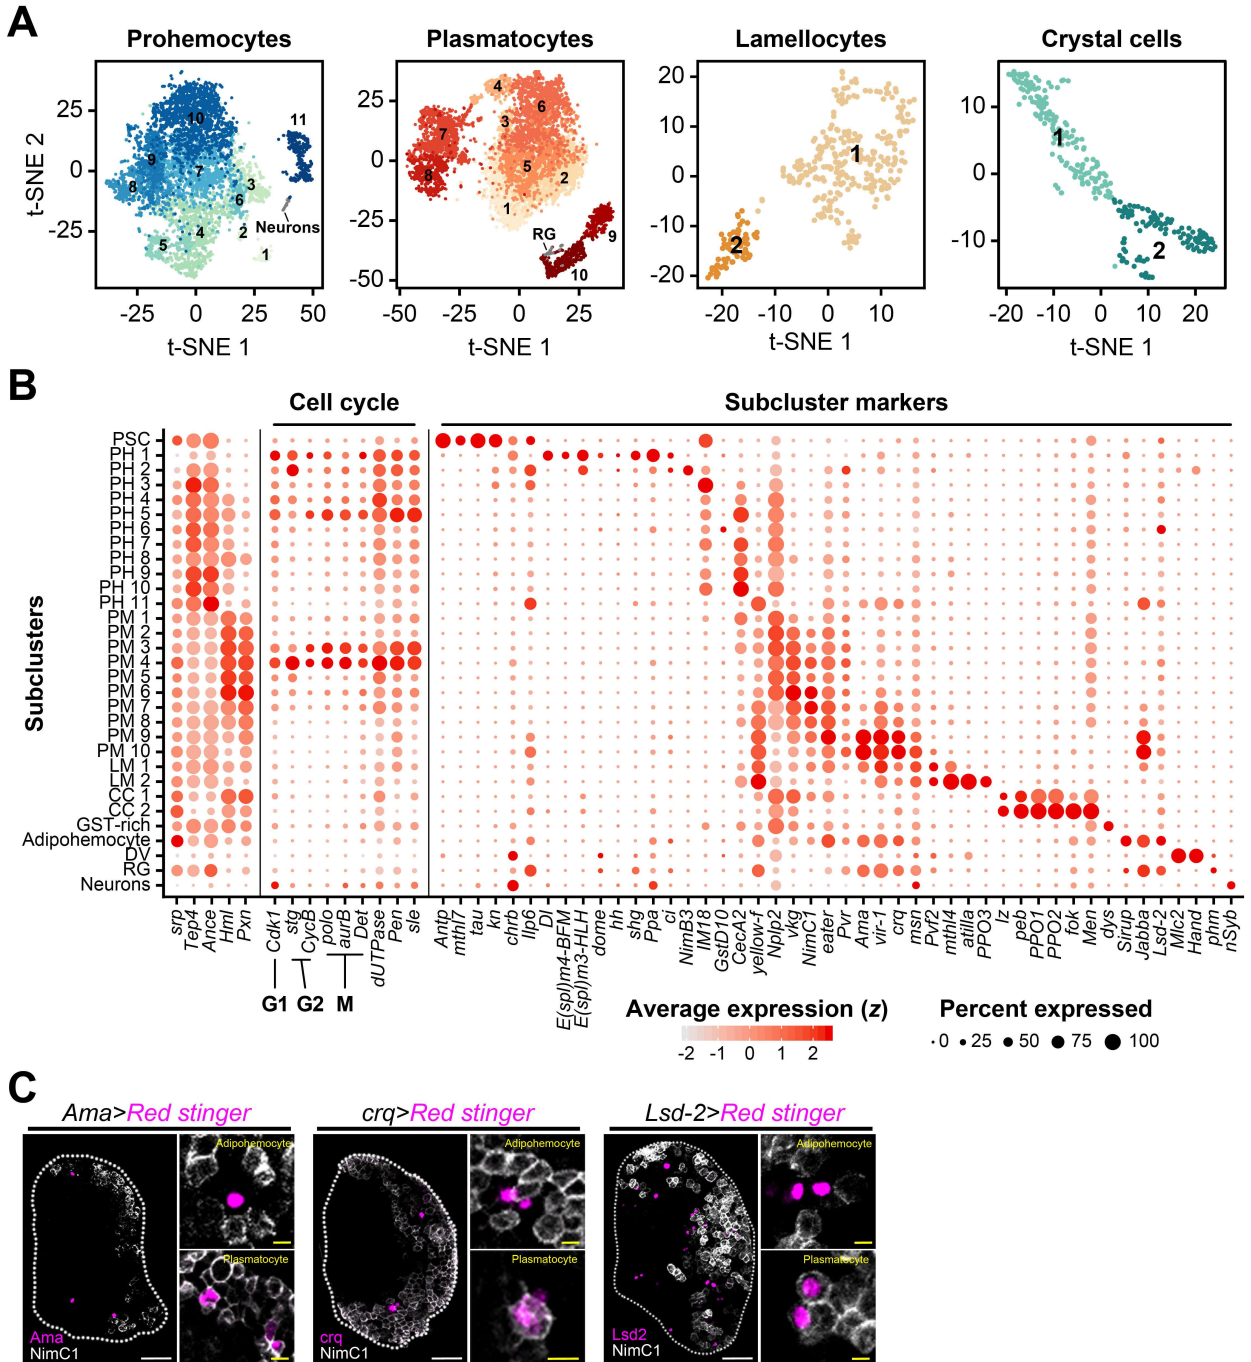 A
Prohemocytes
Plasmatocytes
Lamellocytes
Crystal cells
t-SNE 2
25
0
-25
10
11
9
7
8
3
6
Neurons
5
4
2
1
-25
0
25
50
t-SNE 1
25
0
-25
-50
4
6
3
7
5
8
2
1
RG
9
10
-50
-25
0
25
t-SNE 1
20
10
0
-10
-20
1
2
-20
-10
0
10
t-SNE 1
10
0
-10
1
2
-20
-10
0
10
20
t-SNE 1
B
Cell cycle
Subcluster markers
Subclusters
PSC
PH 1
PH 2
PH 3
PH 4
PH 5
PH 6
PH 7
PH 8
PH 9
PH 10
PH 11
PM 1
PM 2
PM 3
PM 4
PM 5
PM 6
PM 7
PM 8
PM 9
PM 10
LM 1
LM 2
CC 1
CC 2
GST-rich
Adipohemocyte
DV
RG
Neurons
srp
Tep4
Ance
Hml
Pxn
Cdk1
stg
CycB
polo
aurB
Det
dUTPase
Pen
sle
Antp
mthl7
tau
kn
chrb
Ilp6
Dl
E(spl)m4-BFM
E(spl)m3-HLH
dome
hh
shg
Ppa
ci
NimB3
IM18
GstD10
CecA2
yellow-f
Nplp2
vkg
NimC1
eater
Pvr
Ama
vir-1
crq
msn
Pvf2
mthl4
atilla
PPO3
lz
peb
PPO1
PPO2
fok
Men
dys
Sirup
Jabba
Lsd-2
Mlc2
Hand
phm
nSyb
G1
G2
M
Average expression (z)
-2
-1
0
1
2
Percent expressed
0
25
50
75
100
C
Ama>Red stinger
crq>Red stinger
Lsd-2>Red stinger
Adipohemocyte
Plasmatocyte
Ama
NimC1
Adipohemocyte
Plasmatocyte
crq
NimC1
Adipohemocyte
Plasmatocyte
Lsd2
NimC1